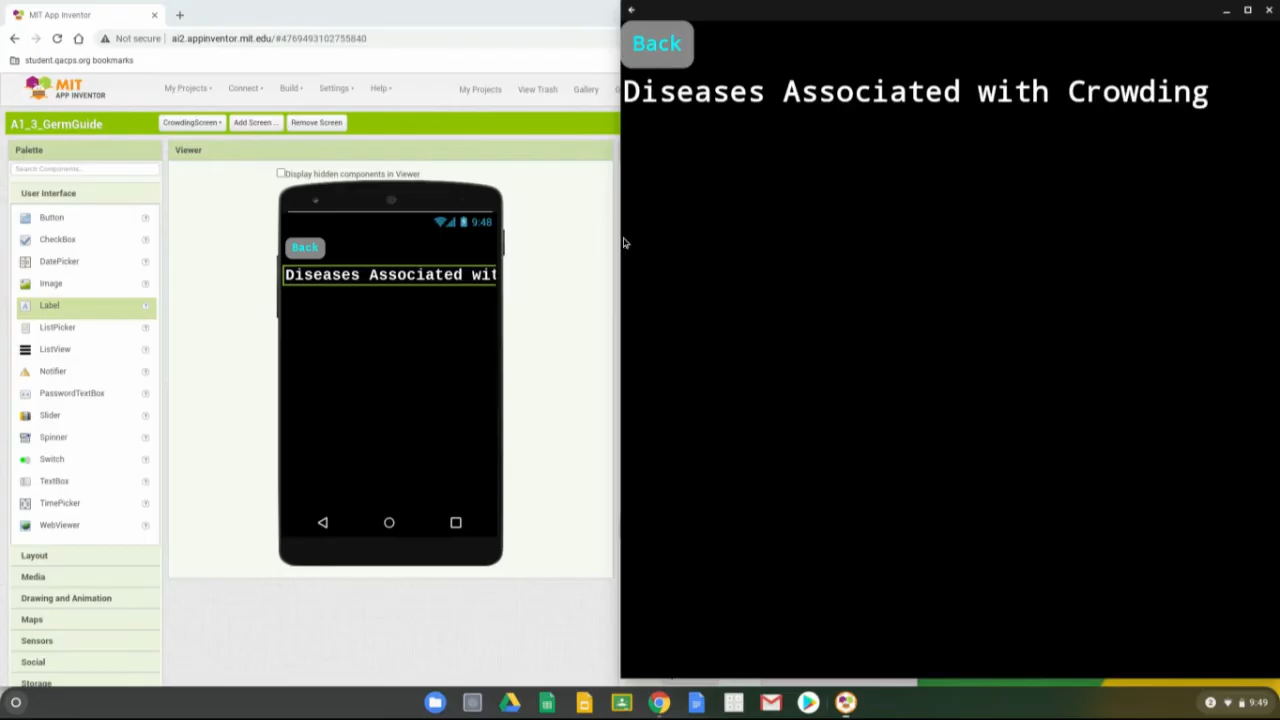 MIT App Inventor
Not secure | ai2.appinventor.mit.edu/#4769493102755840
student.qacps.org bookmarks
MIT
APP INVENTOR
My Projects Connect Build Settings Help My Projects View Trash Gallery
A1_3_GermGuide CrowdingScreen Add Screen ... Remove Screen
Palette
Viewer
Search Components...
Display hidden components in Viewer
User Interface
Button
CheckBox
DatePicker
Image
Label
ListPicker
ListView
Notifier
PasswordTextBox
Slider
Spinner
Switch
TextBox
TimePicker
WebViewer
Layout
Media
Drawing and Animation
Maps
Sensors
Social
Storage
9:48
Back
Diseases Associated wit
Back
Diseases Associated with Crowding
2 9:49